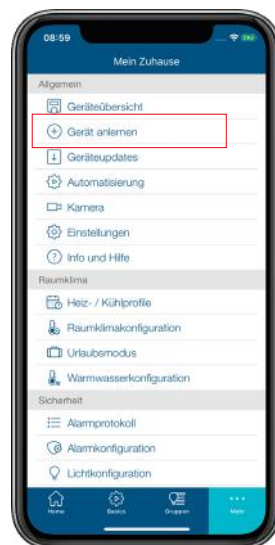 08:59
Mein Zuhause
Allgemein
Geräteübersicht
Gerät anlernen
Geräteupdates
Automatisierung
Kamera
Einstellungen
Info und Hilfe
Raumklima
Heiz- / Kühlprofile
Raumklimakonfiguration
Urlaubsmodus
Warmwasserkonfiguration
Sicherheit
Alarmprotokoll
Alarmkonfiguration
Lichtkonfiguration
Home Basics Gruppen Mehr